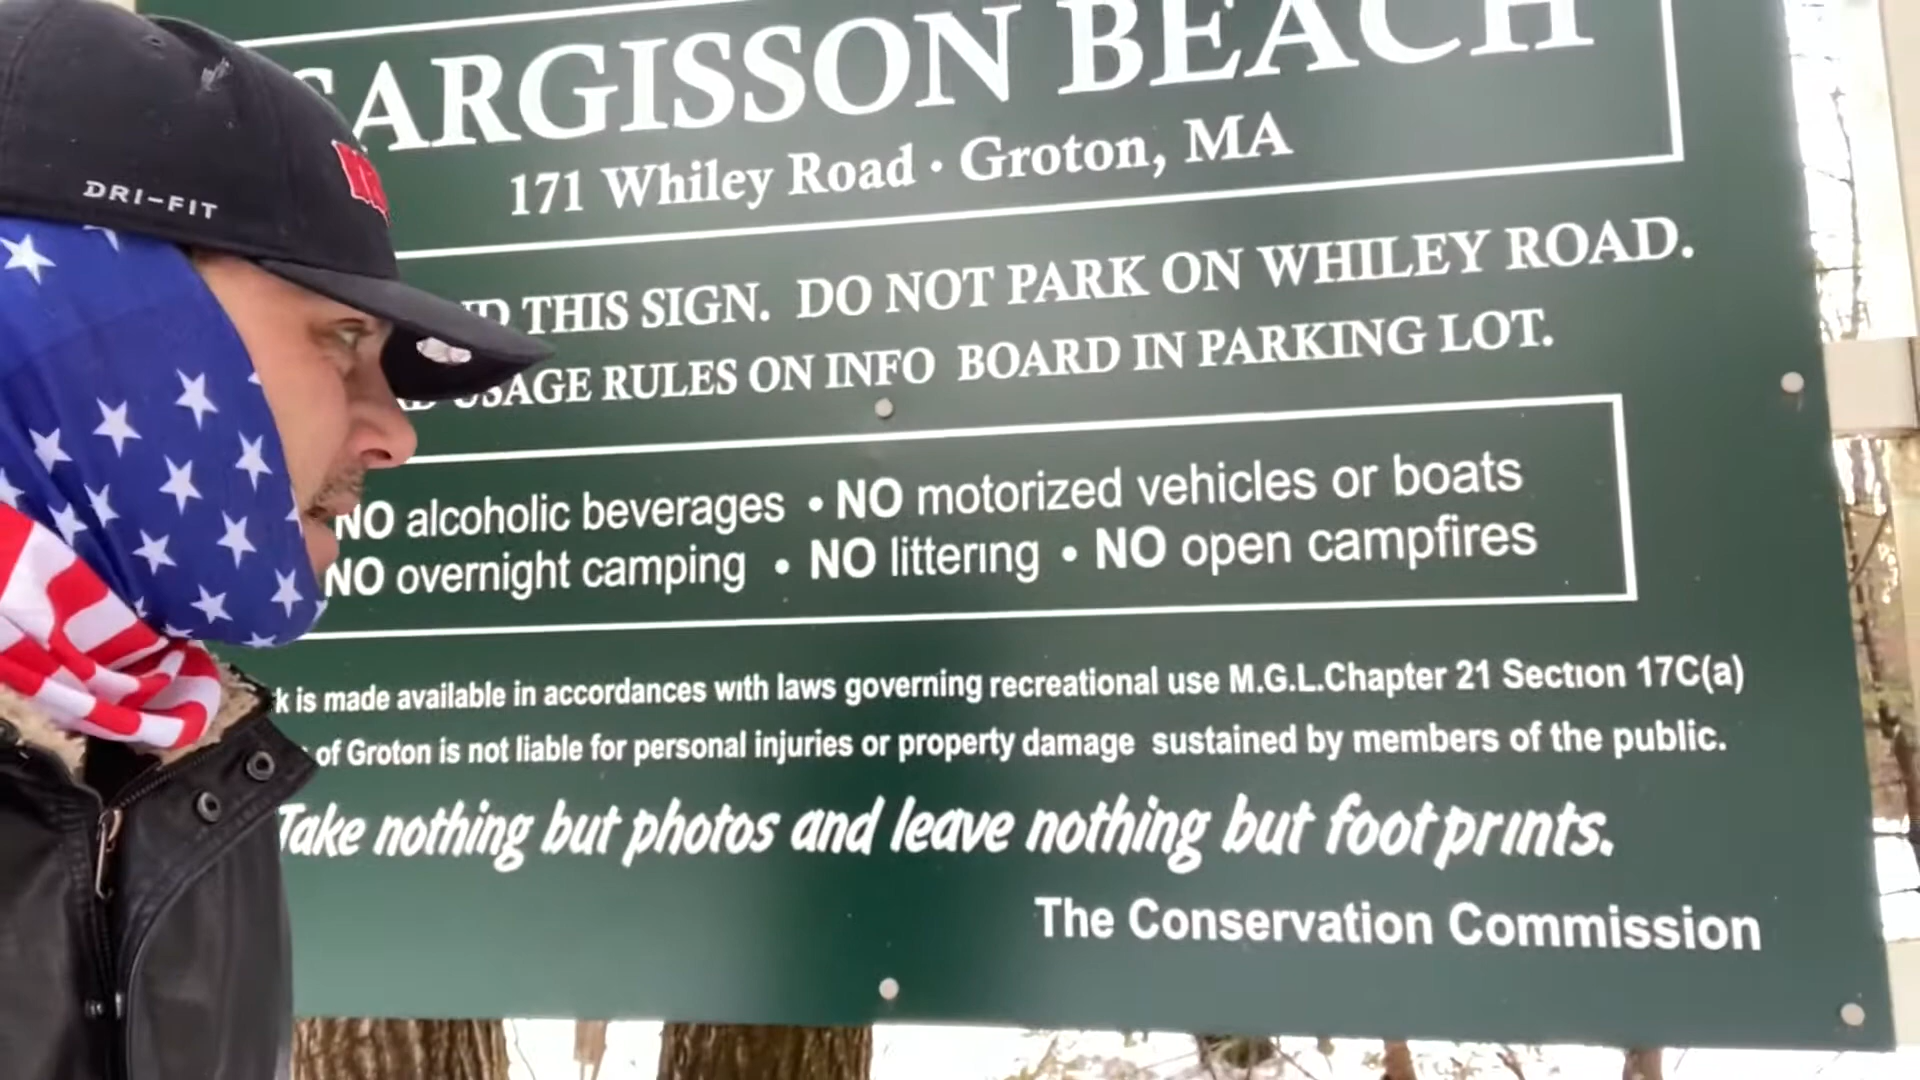 SARGISSON BEACH
171 Whiley Road • Groton, MA
DRI-FIT
THIS SIGN. DO NOT PARK ON WHILEY ROAD.
USAGE RULES ON INFO BOARD IN PARKING LOT.
NO alcoholic beverages • NO motorized vehicles or boats
NO overnight camping • NO littering • NO open campfires
is made available in accordances with laws governing recreational use M.G.L.Chapter 21 Section 17C(a)
of Groton is not liable for personal injuries or property damage sustained by members of the public.
Take nothing but photos and leave nothing but footprints.
The Conservation Commission